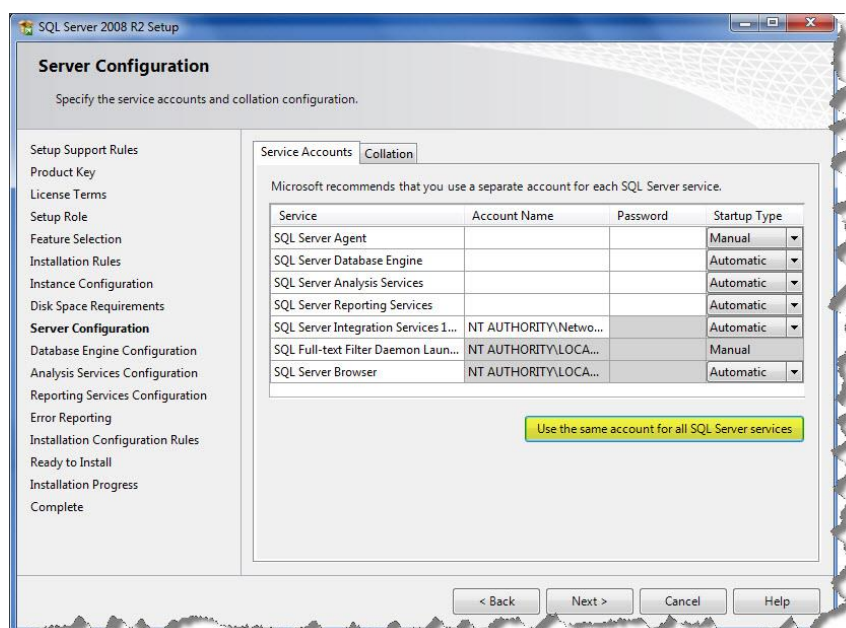 SQL Server 2008 R2 Setup
Server Configuration
Specify the service accounts and collation configuration.
Setup Support Rules
Product Key
License Terms
Setup Role
Feature Selection
Installation Rules
Instance Configuration
Disk Space Requirements
Server Configuration
Database Engine Configuration
Analysis Services Configuration
Reporting Services Configuration
Error Reporting
Installation Configuration Rules
Ready to Install
Installation Progress
Complete
Service Accounts Collation
Microsoft recommends that you use a separate account for each SQL Server service.
Service Account Name Password Startup Type
SQL Server Agent Manual
SQL Server Database Engine Automatic
SQL Server Analysis Services Automatic
SQL Server Reporting Services Automatic
SQL Server Integration Services 1... NT AUTHORITY\Netwo... Automatic
SQL Full-text Filter Daemon Laun... NT AUTHORITY\LOCA... Manual
SQL Server Browser NT AUTHORITY\LOCA... Automatic
Use the same account for all SQL Server services
< Back Next > Cancel Help